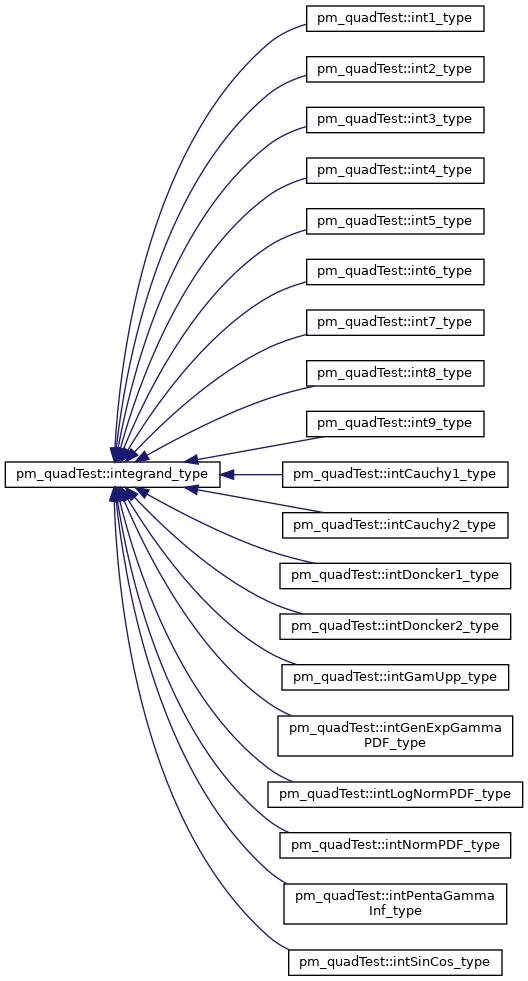 pm_quadTest::int1_type
pm_quadTest::int2_type
pm_quadTest::int3_type
pm_quadTest::int4_type
pm_quadTest::int5_type
pm_quadTest::int6_type
pm_quadTest::int7_type
pm_quadTest::int8_type
pm_quadTest::int9_type
pm_quadTest::integrand_type
pm_quadTest::intCauchy1_type
pm_quadTest::intCauchy2_type
pm_quadTest::intDoncker1_type
pm_quadTest::intDoncker2_type
pm_quadTest::intGamUpp_type
pm_quadTest::intGenExpGamma
PDF_type
pm_quadTest::intLogNormPDF_type
pm_quadTest::intNormPDF_type
pm_quadTest::intPentaGamma
Inf_type
pm_quadTest::intSinCos_type